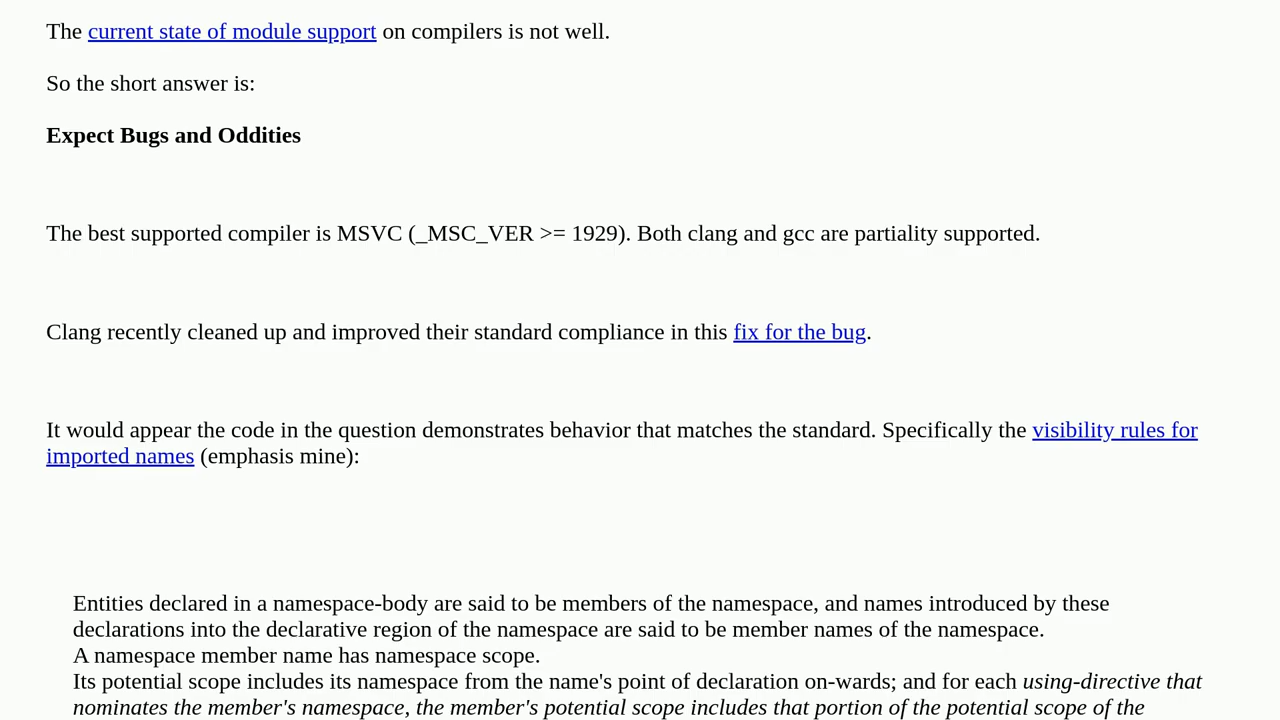 The current state of module support on compilers is not well.
So the short answer is:
Expect Bugs and Oddities
The best supported compiler is MSVC (_MSC_VER >= 1929). Both clang and gcc are partiality supported.
Clang recently cleaned up and improved their standard compliance in this fix for the bug.
It would appear the code in the question demonstrates behavior that matches the standard. Specifically the visibility rules for
imported names (emphasis mine):
Entities declared in a namespace-body are said to be members of the namespace, and names introduced by these
declarations into the declarative region of the namespace are said to be member names of the namespace.
A namespace member name has namespace scope.
Its potential scope includes its namespace from the name's point of declaration on-wards; and for each using-directive that
nominates the member's namespace, the member's potential scope includes that portion of the potential scope of the